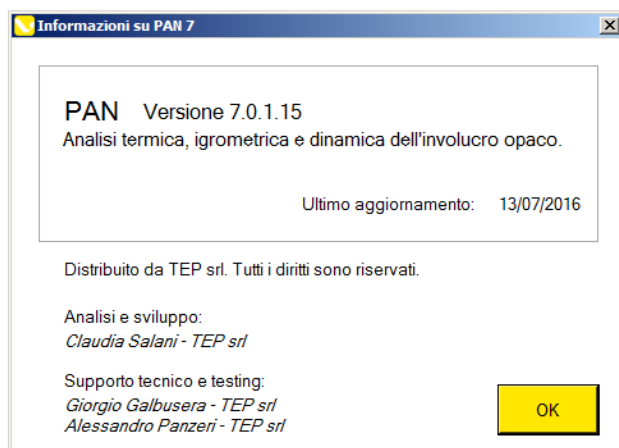 Informazioni su PAN 7
PAN Versione 7.0.1.15
Analisi termica, igrometrica e dinamica dell'involucro opaco.
Ultimo aggiornamento: 13/07/2016
Distribuito da TEP srl. Tutti i diritti sono riservati.
Analisi e sviluppo:
Claudia Salani - TEP srl
Supporto tecnico e testing:
Giorgio Galbusera - TEP srl
Alessandro Panzeri - TEP srl
OK